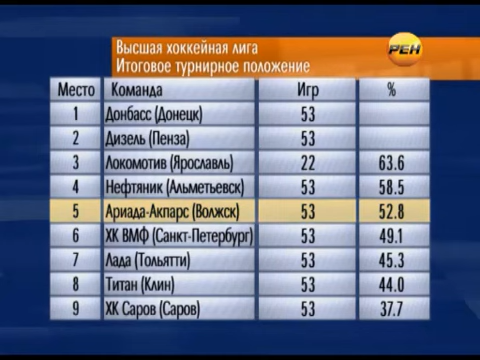 Высшая хоккейная лига
Итоговое турнирное положение
РЕН
Место Команда Игр %
1 Донбасс (Донецк) 53
2 Дизель (Пенза) 53
3 Локомотив (Ярославль) 22 63.6
4 Нефтяник (Альметьевск) 53 58.5
5 Ариада-Акпарс (Волжск) 53 52.8
6 ХК ВМФ (Санкт-Петербург) 53 49.1
7 Лада (Тольятти) 53 45.3
8 Титан (Клин) 53 44.0
9 ХК Саров (Саров) 53 37.7